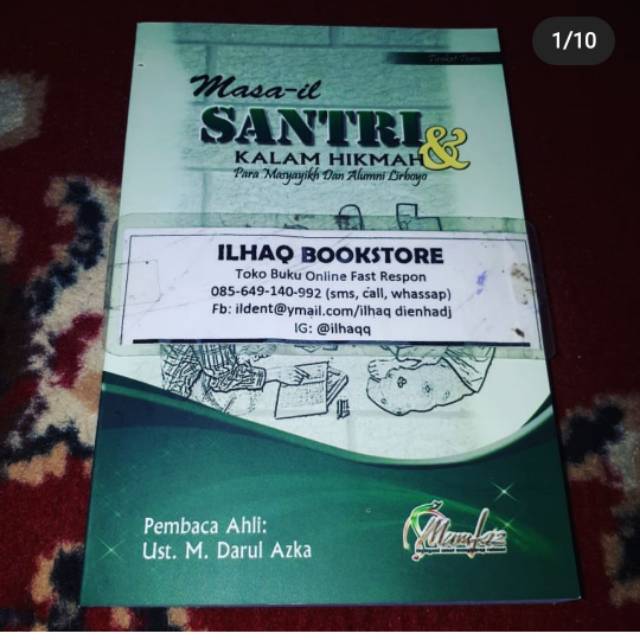 1/10
Masa-il
SANTRI &
KALAM HIKMAH
Para Masyayikh Dan Alumni Lirboyo
ILHAQ BOOKSTORE
Toko Buku Online Fast Respon
085-649-140-992 (sms, call, whassap)
Fb: ildent@ymail.com/ilhaq dienhadj
IG: @ilhaqq
Pembaca Ahli:
Ust. M. Darul Azka